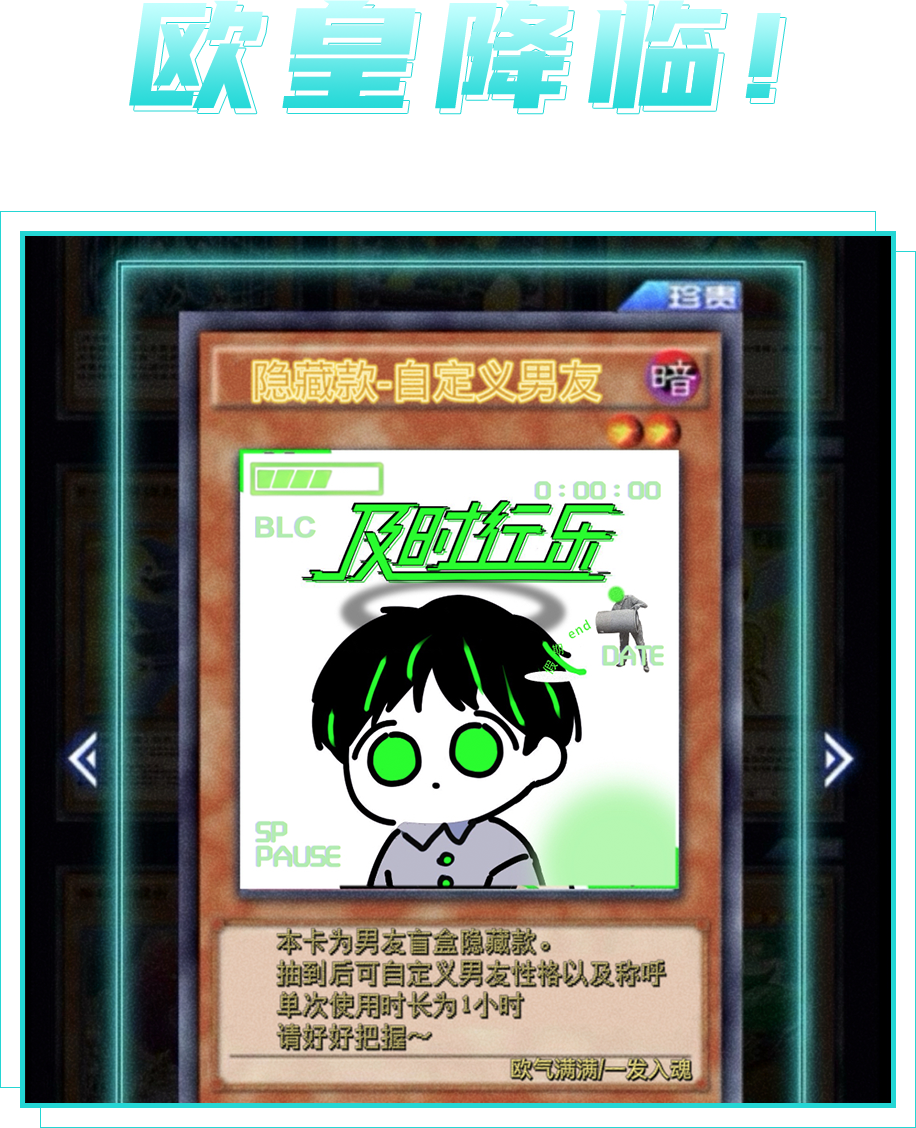 欧皇降临!
珍贵
隐藏款-自定义男友
暗
0:00:00
BLC
及时行乐
假扮 end
DATE
SP
PAUSE
本卡为男友盲盒隐藏款。
抽到后可自定义男友性格以及称呼
单次使用时长为1小时
请好好把握～
欧气满满/一发入魂